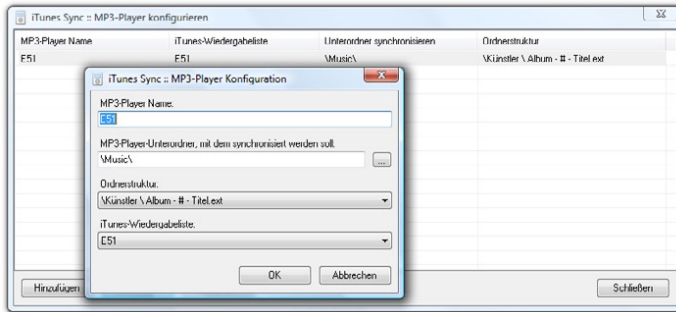 iTunes Sync :: MP3-Player konfigurieren
MP3-Player Name iTunes-Wiedergabeliste Unterordner synchronisieren Ordnerstruktur
E51 E51 \Music\ \Künstler \ Album - # - Titel.ext
iTunes Sync :: MP3-Player Konfiguration
MP3-Player Name:
E51
MP3-Player-Unterordner, mit dem synchronisiert werden soll:
\Music\ ...
Ordnerstruktur:
\Künstler \ Album - # - Titel.ext
iTunes-Wiedergabeliste:
E51
OK Abbrechen
Hinzufügen Schließen